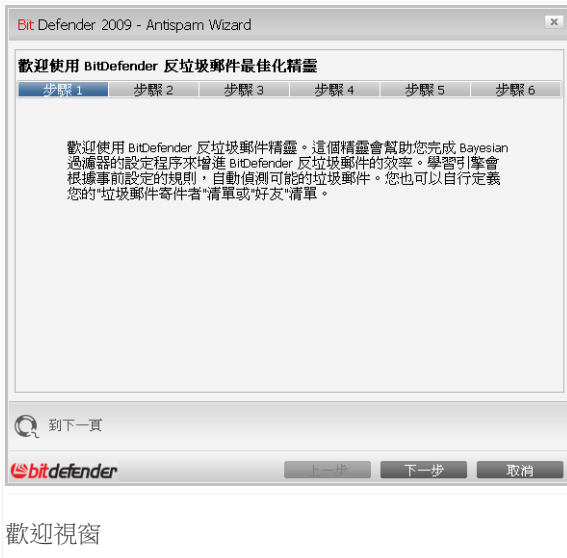 Bit Defender 2009 - Antispam Wizard
歡迎使用 BitDefender 反垃圾郵件最佳化精靈
步驟 1 步驟 2 步驟 3 步驟 4 步驟 5 步驟 6
歡迎使用 BitDefender 反垃圾郵件精靈。這個精靈會幫助您完成 Bayesian
過濾器的設定程序來增進 BitDefender 反垃圾郵件的效率。學習引擎會
根據事前設定的規則，自動偵測可能的垃圾郵件。您也可以自行定義
您的"垃圾郵件寄件者"清單或"好友"清單。
到下一頁
bitdefender 上一步 下一步 取消
歡迎視窗